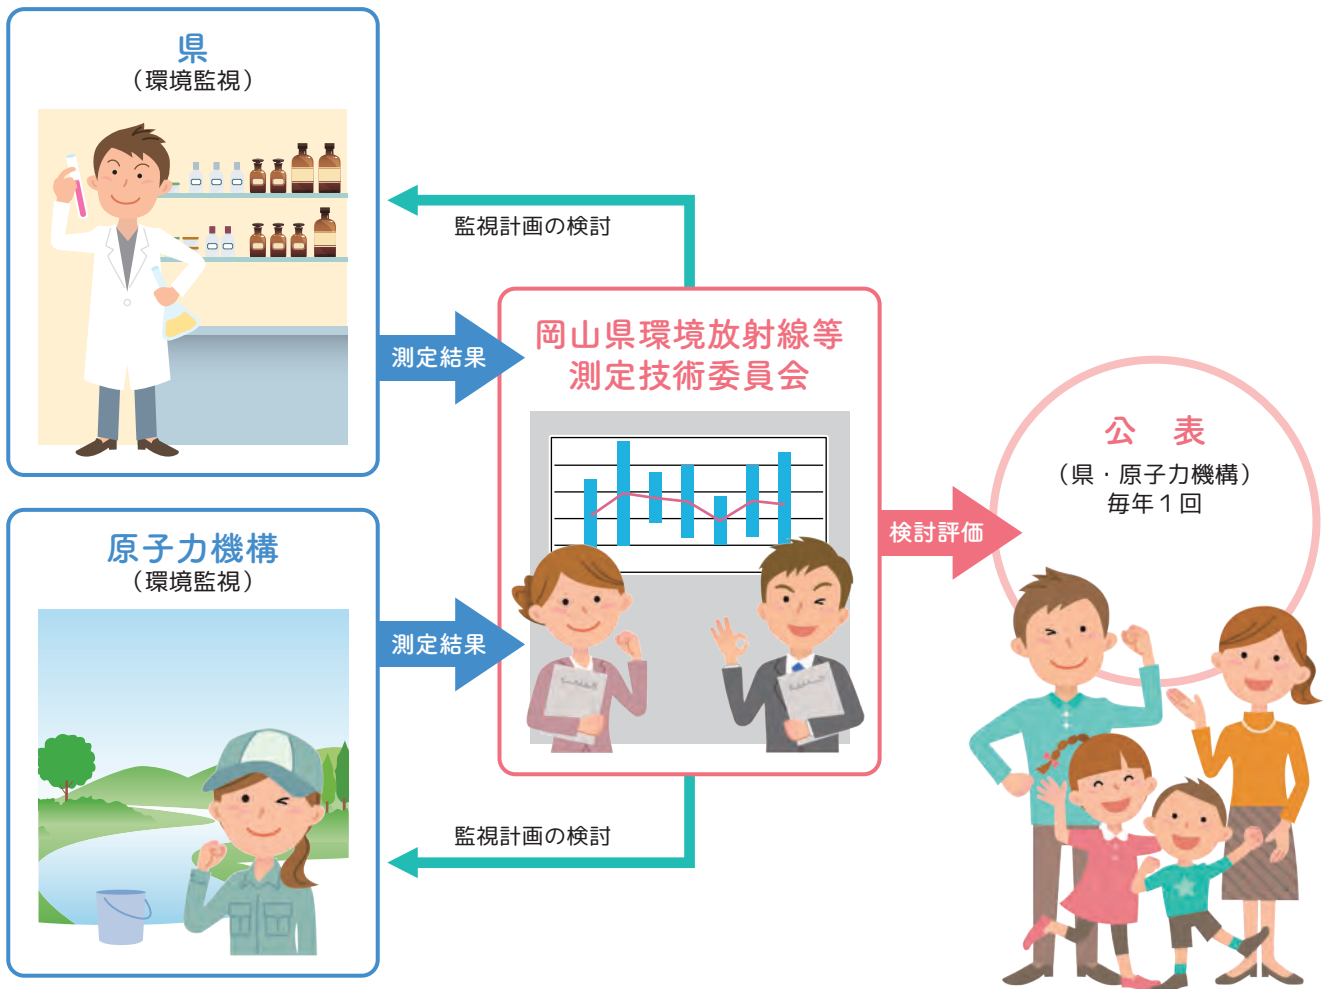 県
（環境監視）
監視計画の検討
測定結果
岡山県環境放射線等
測定技術委員会
原子力機構
（環境監視）
測定結果
監視計画の検討
検討評価
公　表
（県・原子力機構）
毎年１回